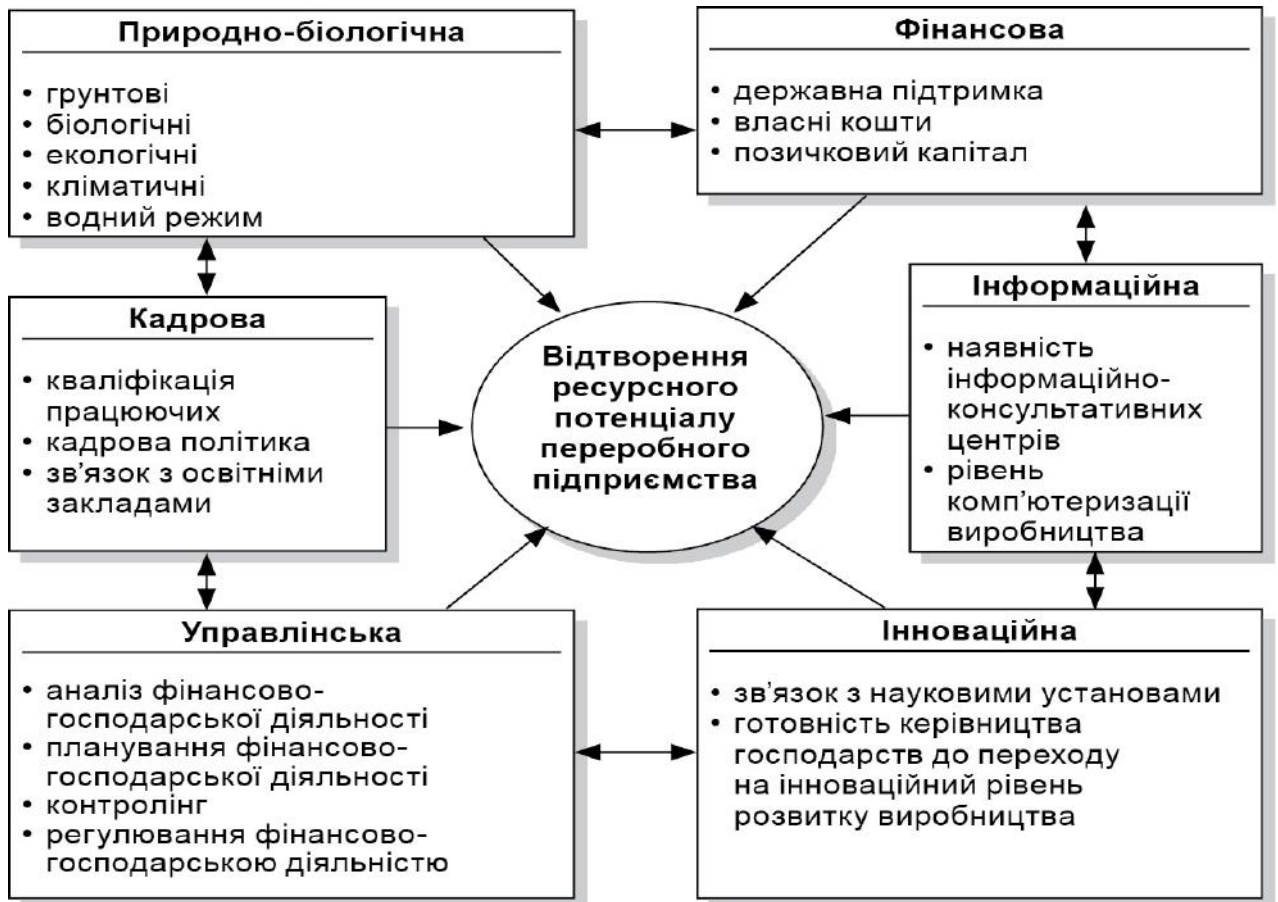 Природно-біологічна
• грунтові
• біологічні
• екологічні
• кліматичні
• водний режим
Фінансова
• державна підтримка
• власні кошти
• позичковий капітал
Кадрова
• кваліфікація
працюючих
• кадрова політика
• зв'язок з освітніми
закладами
Відтворення
ресурсного
потенціалу
переробного
підприємства
Інформаційна
• наявність
інформаційно-
консультативних
центрів
• рівень
комп'ютеризації
виробництва
Управлінська
• аналіз фінансово-
господарської діяльності
• планування фінансово-
господарської діяльності
• контролінг
• регулювання фінансово-
господарською діяльністю
Інноваційна
• зв'язок з науковими установами
• готовність керівництва
господарств до переходу
на інноваційний рівень
розвитку виробництва